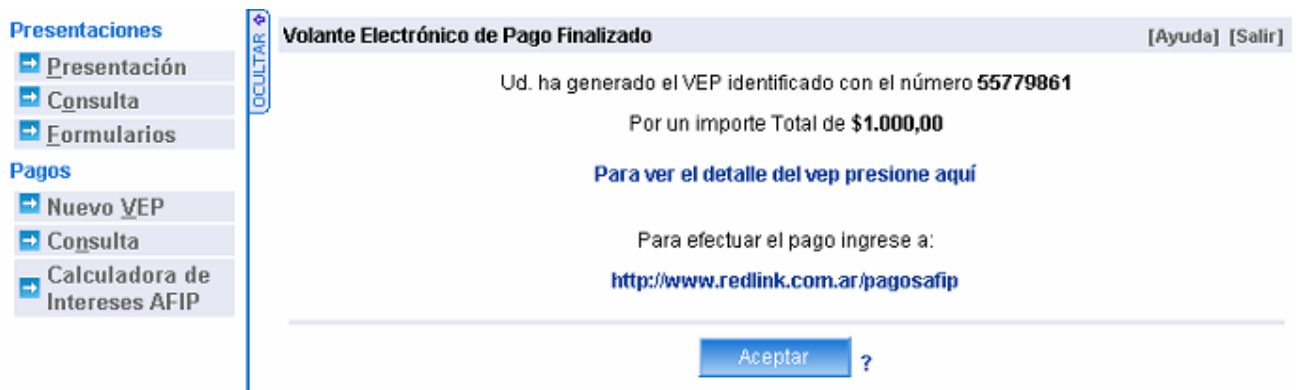 Presentaciones
Presentación
Consulta
Formularios
Pagos
Nuevo VEP
Consulta
Calculadora de
Intereses AFIP
OCULTAR
Volante Electrónico de Pago Finalizado [Ayuda] [Salir]
Ud. ha generado el VEP identificado con el número 55779861
Por un importe Total de $1.000,00
Para ver el detalle del vep presione aquí
Para efectuar el pago ingrese a:
http://www.redlink.com.ar/pagosafip
Aceptar ?